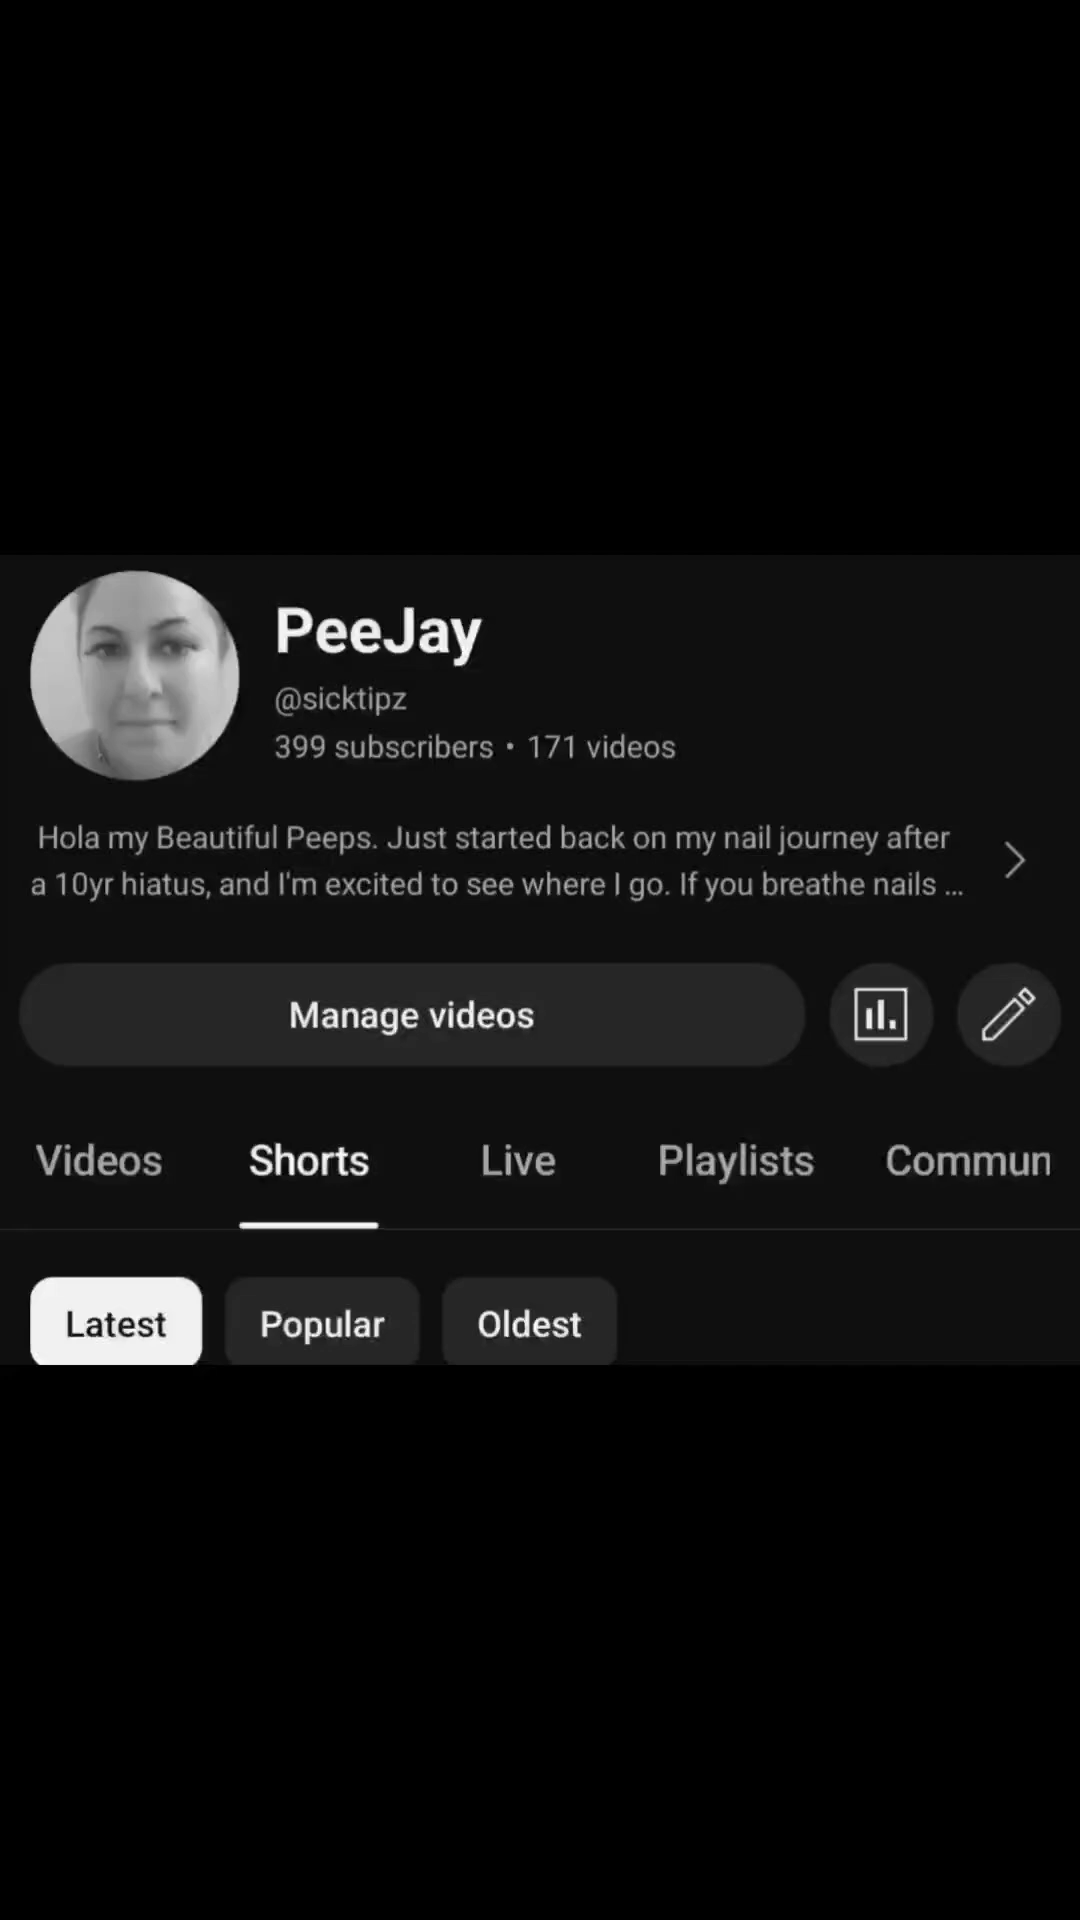 PeeJay
@sicktipz
399 subscribers • 171 videos
Hola my Beautiful Peeps. Just started back on my nail journey after
a 10yr hiatus, and I'm excited to see where I go. If you breathe nails ...
Manage videos
Videos Shorts Live Playlists Commun
Latest Popular Oldest